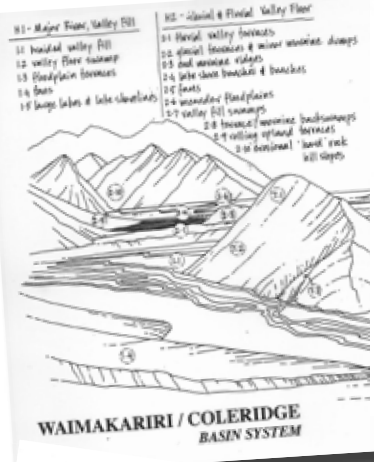 H1 - Major River, Valley Fill
1·1 braided valley fill
1·2 valley floor swamp
1·3 floodplain terraces
1·4 fans
1·5 large lakes & lake shorelines
H2 - Glacial & Fluvial Valley Floor
2·1 fluvial valley terraces
2·2 glacial terraces & minor moraine dumps
2·3 end moraine ridges
2·4 lake shore benches & beaches
2·5 fans
2·6 meander floodplains
2·7 valley fill swamps
2·8 terrace/moraine backswamps
2·9 rolling upland terraces
2·10 occasional 'hard' rock
hill slopes
WAIMAKARIRI / COLERIDGE
BASIN SYSTEM